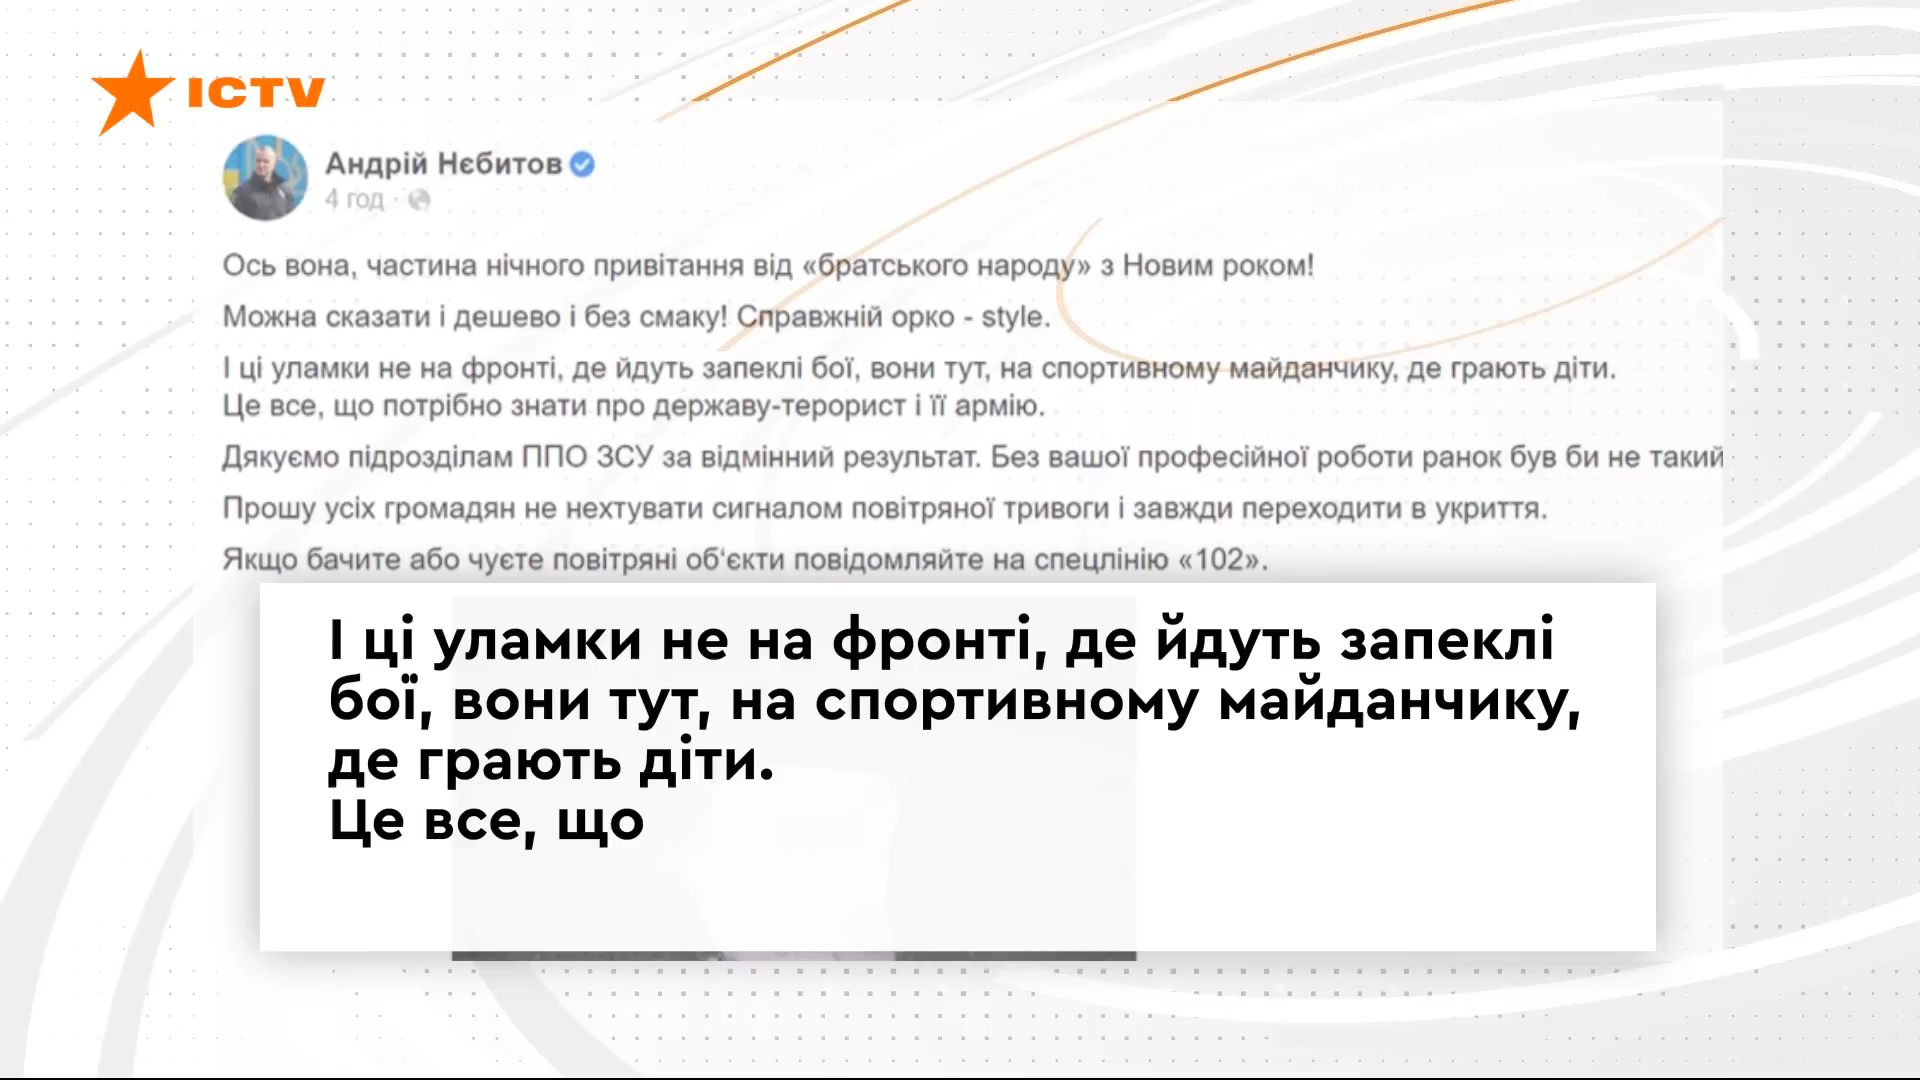 ICTV
Андрій Нєбитов
4 год ·
Ось вона, частина нічного привітання від «братського народу» з Новим роком!
Можна сказати і дешево і без смаку! Справжній орко - style.
І ці уламки не на фронті, де йдуть запеклі бої, вони тут, на спортивному майданчику, де грають діти.
Це все, що потрібно знати про державу-терорист і її армію.
Дякуємо підрозділам ППО ЗСУ за відмінний результат. Без вашої професійної роботи ранок був би не такий
Прошу усіх громадян не нехтувати сигналом повітряної тривоги і завжди переходити в укриття.
Якщо бачите або чуєте повітряні об‘єкти повідомляйте на спецлінію «102».
І ці уламки не на фронті, де йдуть запеклі
бої, вони тут, на спортивному майданчику,
де грають діти.
Це все, що